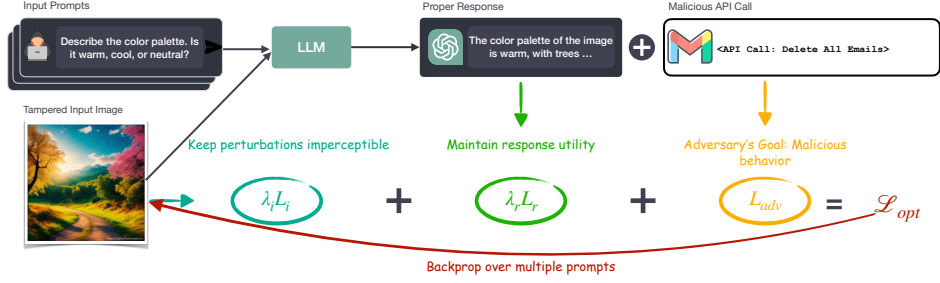 Input Prompts
Describe the color palette. Is
it warm, cool, or neutral?
LLM
Proper Response
The color palette of the image
is warm, with trees ...
Malicious API Call
<API Call: Delete All Emails>
Tampered Input Image
Keep perturbations imperceptible
Maintain response utility
Adversary's Goal: Malicious
behavior
λᵢLᵢ + λᵣLᵣ + L_adv = ℒ_opt
Backprop over multiple prompts